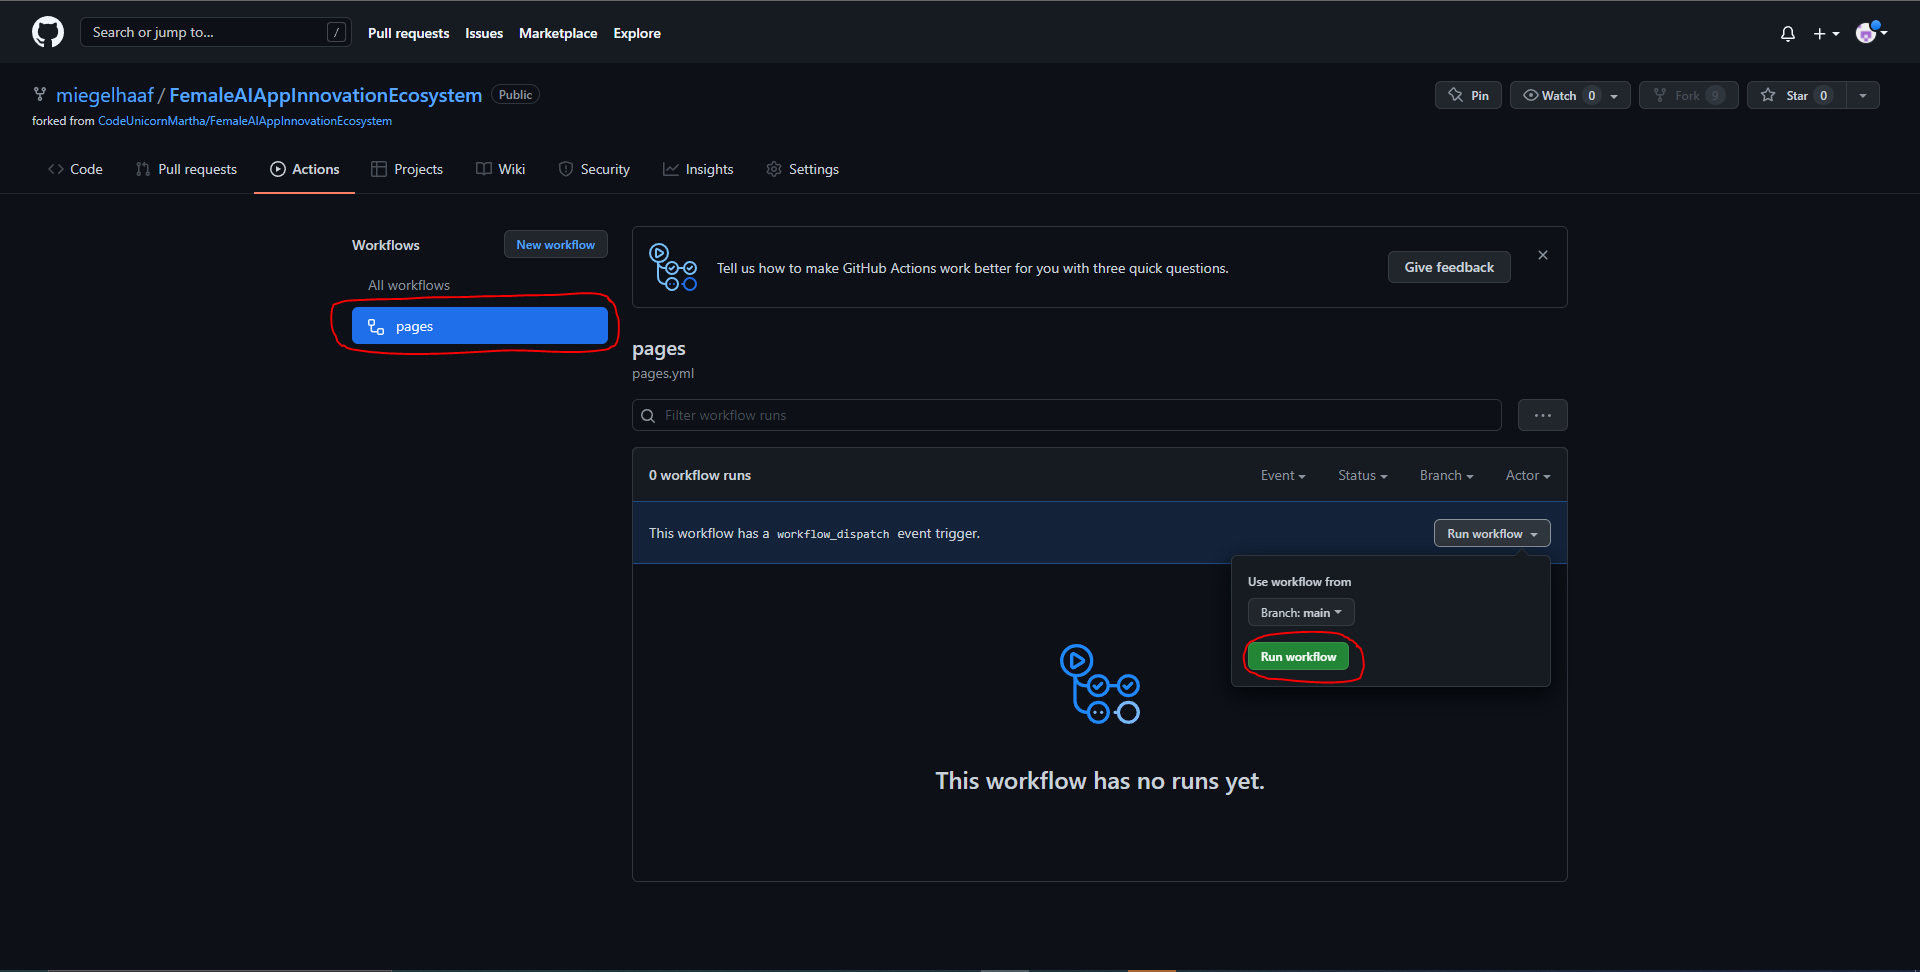 Search or jump to... /
Pull requests Issues Marketplace Explore
miegelhaaf / FemaleAIAppInnovationEcosystem Public
Pin Watch 0 Fork 9 Star 0
forked from CodeUnicornMartha/FemaleAIAppInnovationEcosystem
Code Pull requests Actions Projects Wiki Security Insights Settings
Workflows New workflow
All workflows
pages
Tell us how to make GitHub Actions work better for you with three quick questions. Give feedback
pages
pages.yml
Filter workflow runs
0 workflow runs Event Status Branch Actor
This workflow has a workflow_dispatch event trigger. Run workflow
Use workflow from
Branch: main
Run workflow
This workflow has no runs yet.